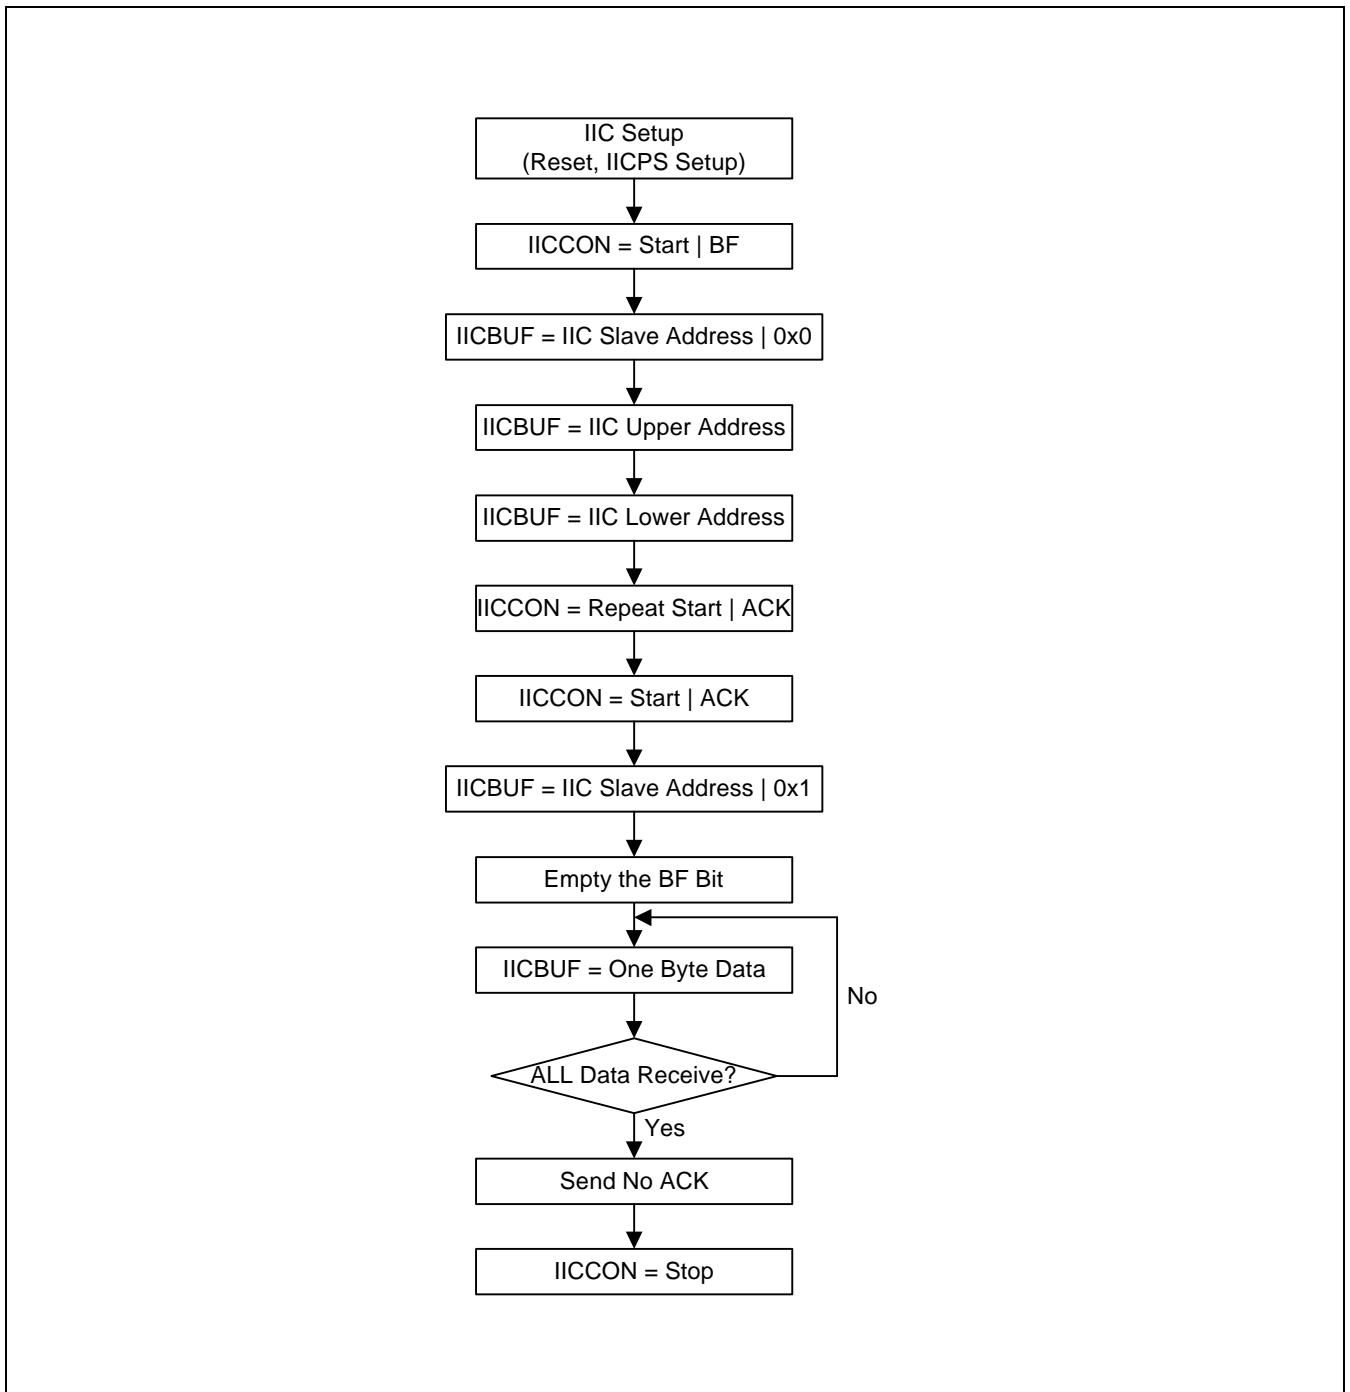 IIC Setup
(Reset, IICPS Setup)
IICCON = Start | BF
IICBUF = IIC Slave Address | 0x0
IICBUF = IIC Upper Address
IICBUF = IIC Lower Address
IICCON = Repeat Start | ACK
IICCON = Start | ACK
IICBUF = IIC Slave Address | 0x1
Empty the BF Bit
IICBUF = One Byte Data
No
ALL Data Receive?
Yes
Send No ACK
IICCON = Stop